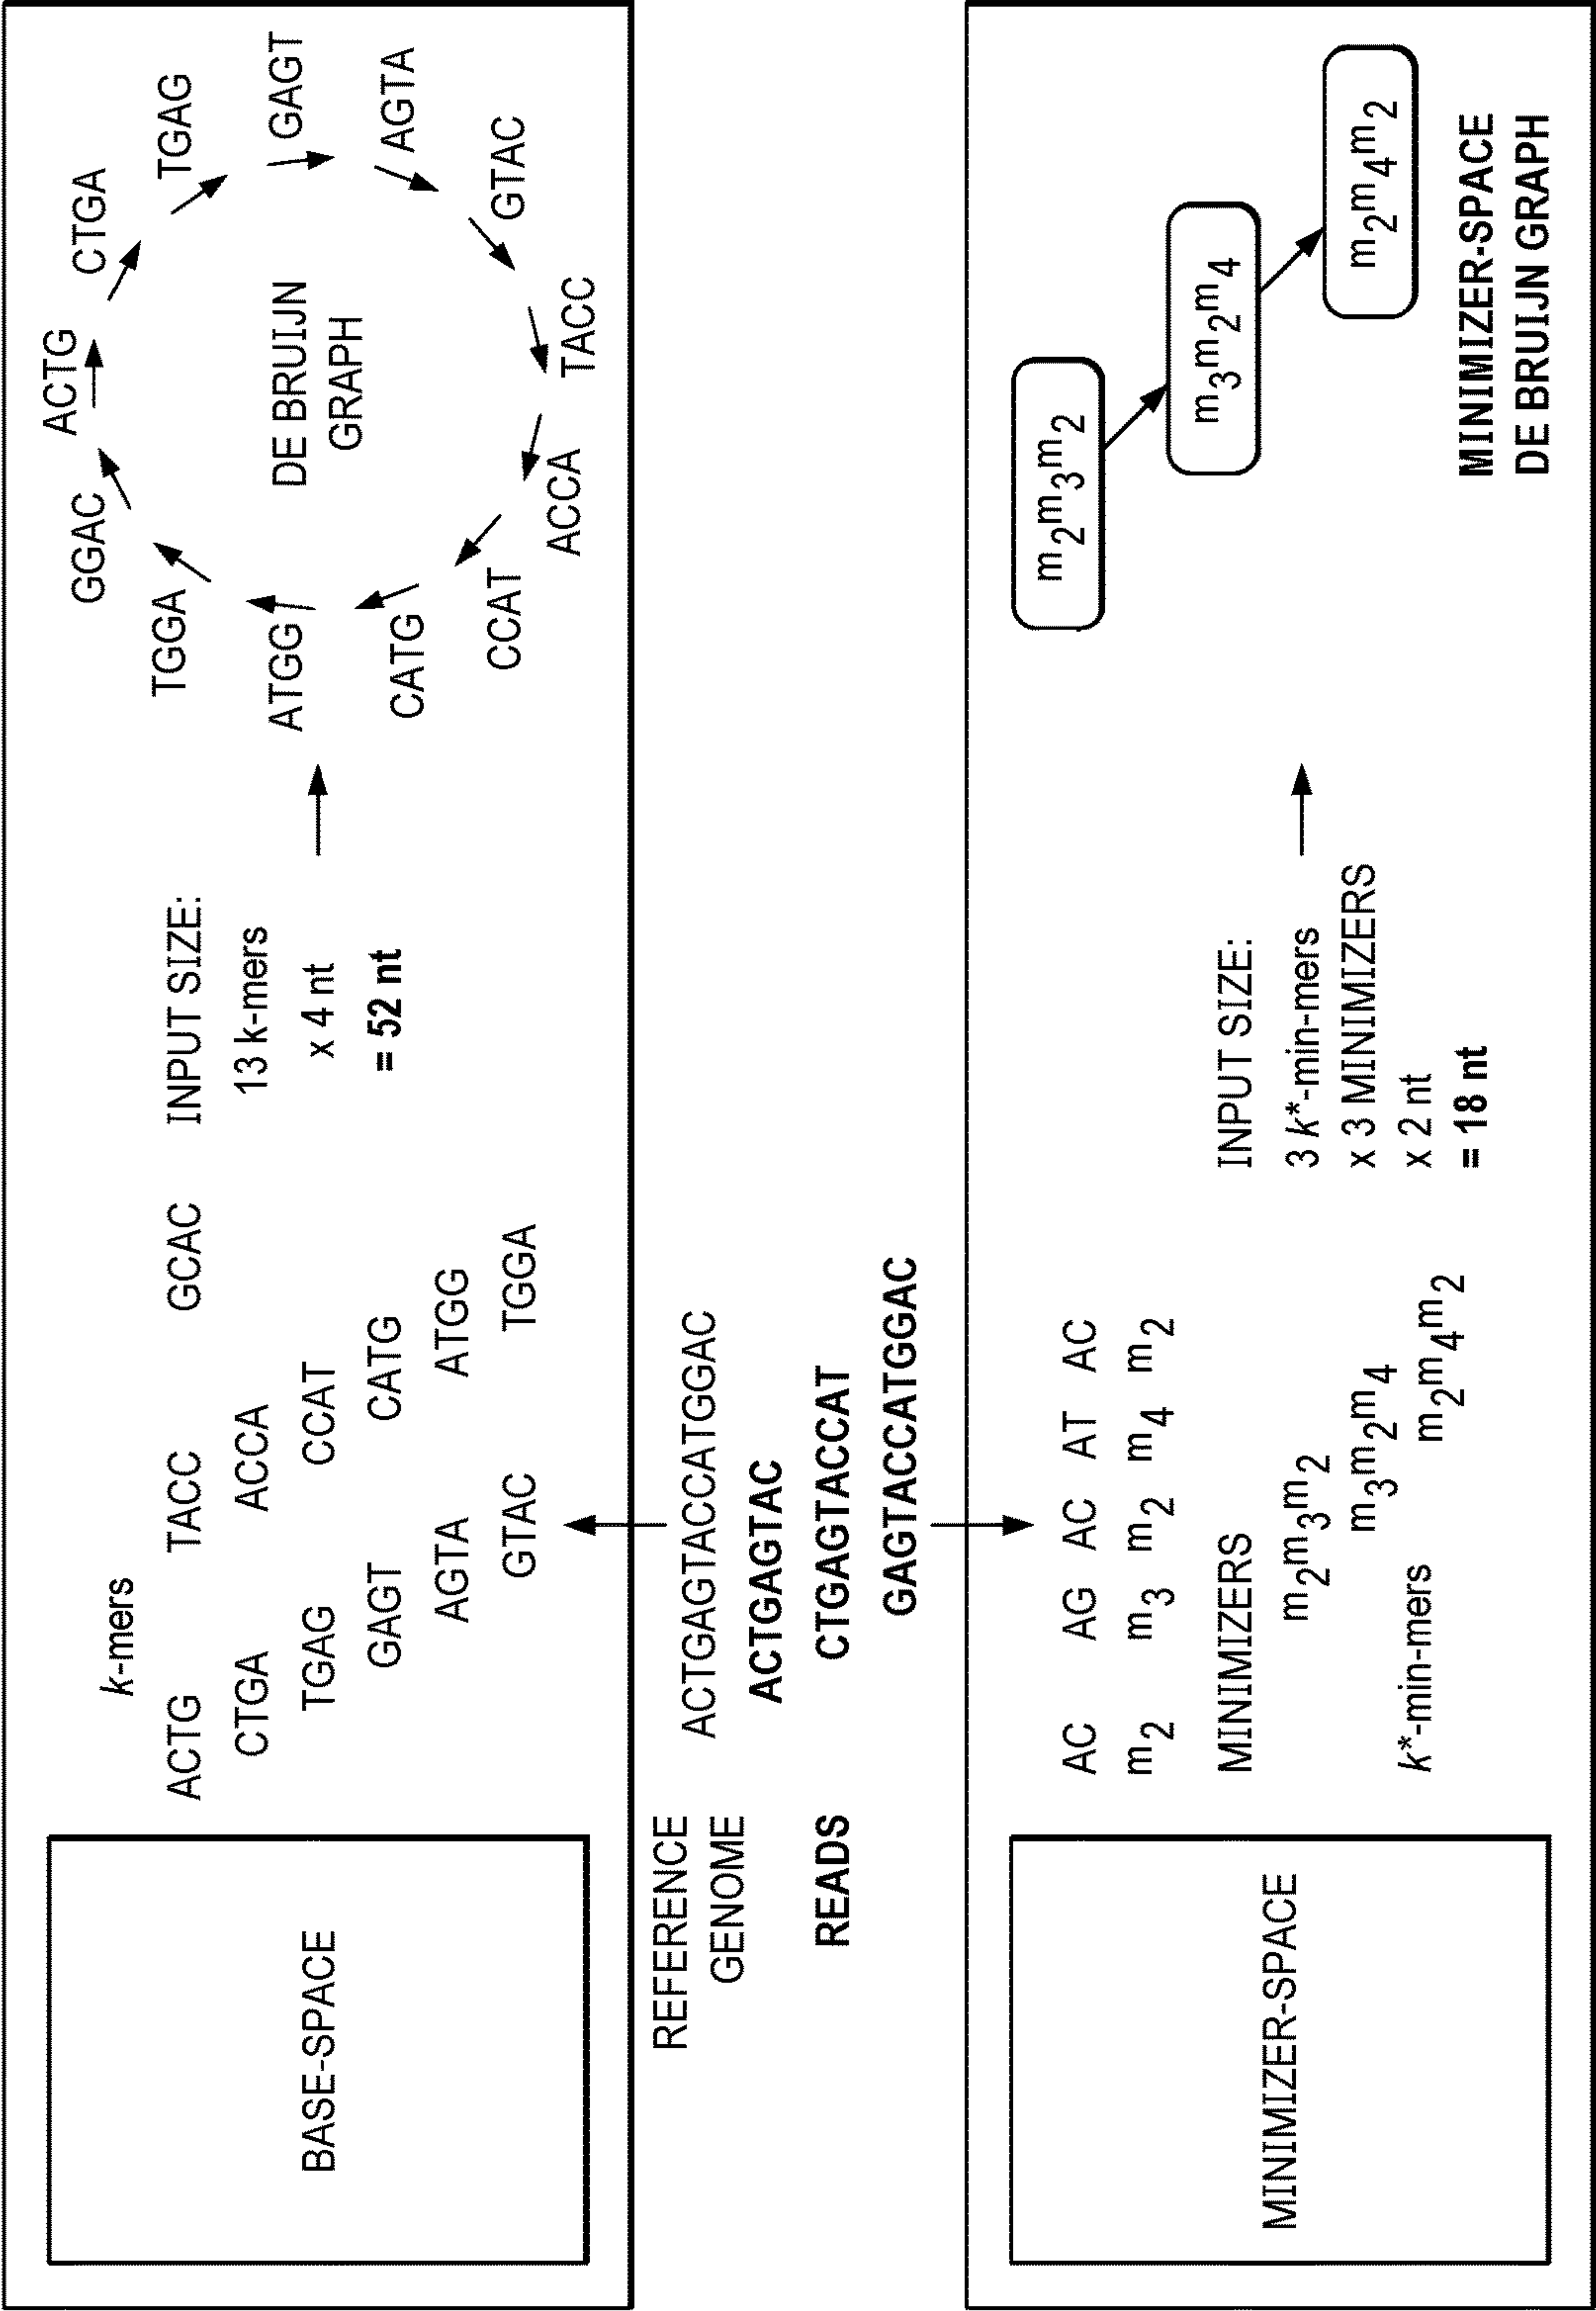 BASE-SPACE
k-mers
ACTG TACC GCAC
CTGA ACCA
TGAG CCAT
GAGT CATG
AGTA ATGG
GTAC TGGA
INPUT SIZE:
13 k-mers
x 4 nt
= 52 nt
ACTG
CTGA
TGAG
GAGT
AGTA
GTAC
TACC
ACCA
CCAT
CATG
ATGG
TGGA
GGAC
DE BRUIJN
GRAPH
REFERENCE
GENOME
ACTGAGTACCATGGAC
READS
ACTGAGTAC
CTGAGTACCAT
GAGTACCATGGAC
MINIMIZER-SPACE
AC AG AC AT AC
m2 m3 m2 m4 m2
MINIMIZERS
m2m3m2
m3m2m4
m2m4m2
k*-min-mers
INPUT SIZE:
3 k*-min-mers
x 3 MINIMIZERS
x 2 nt
= 18 nt
m2m3m2
m3m2m4
m2m4m2
MINIMIZER-SPACE
DE BRUIJN GRAPH